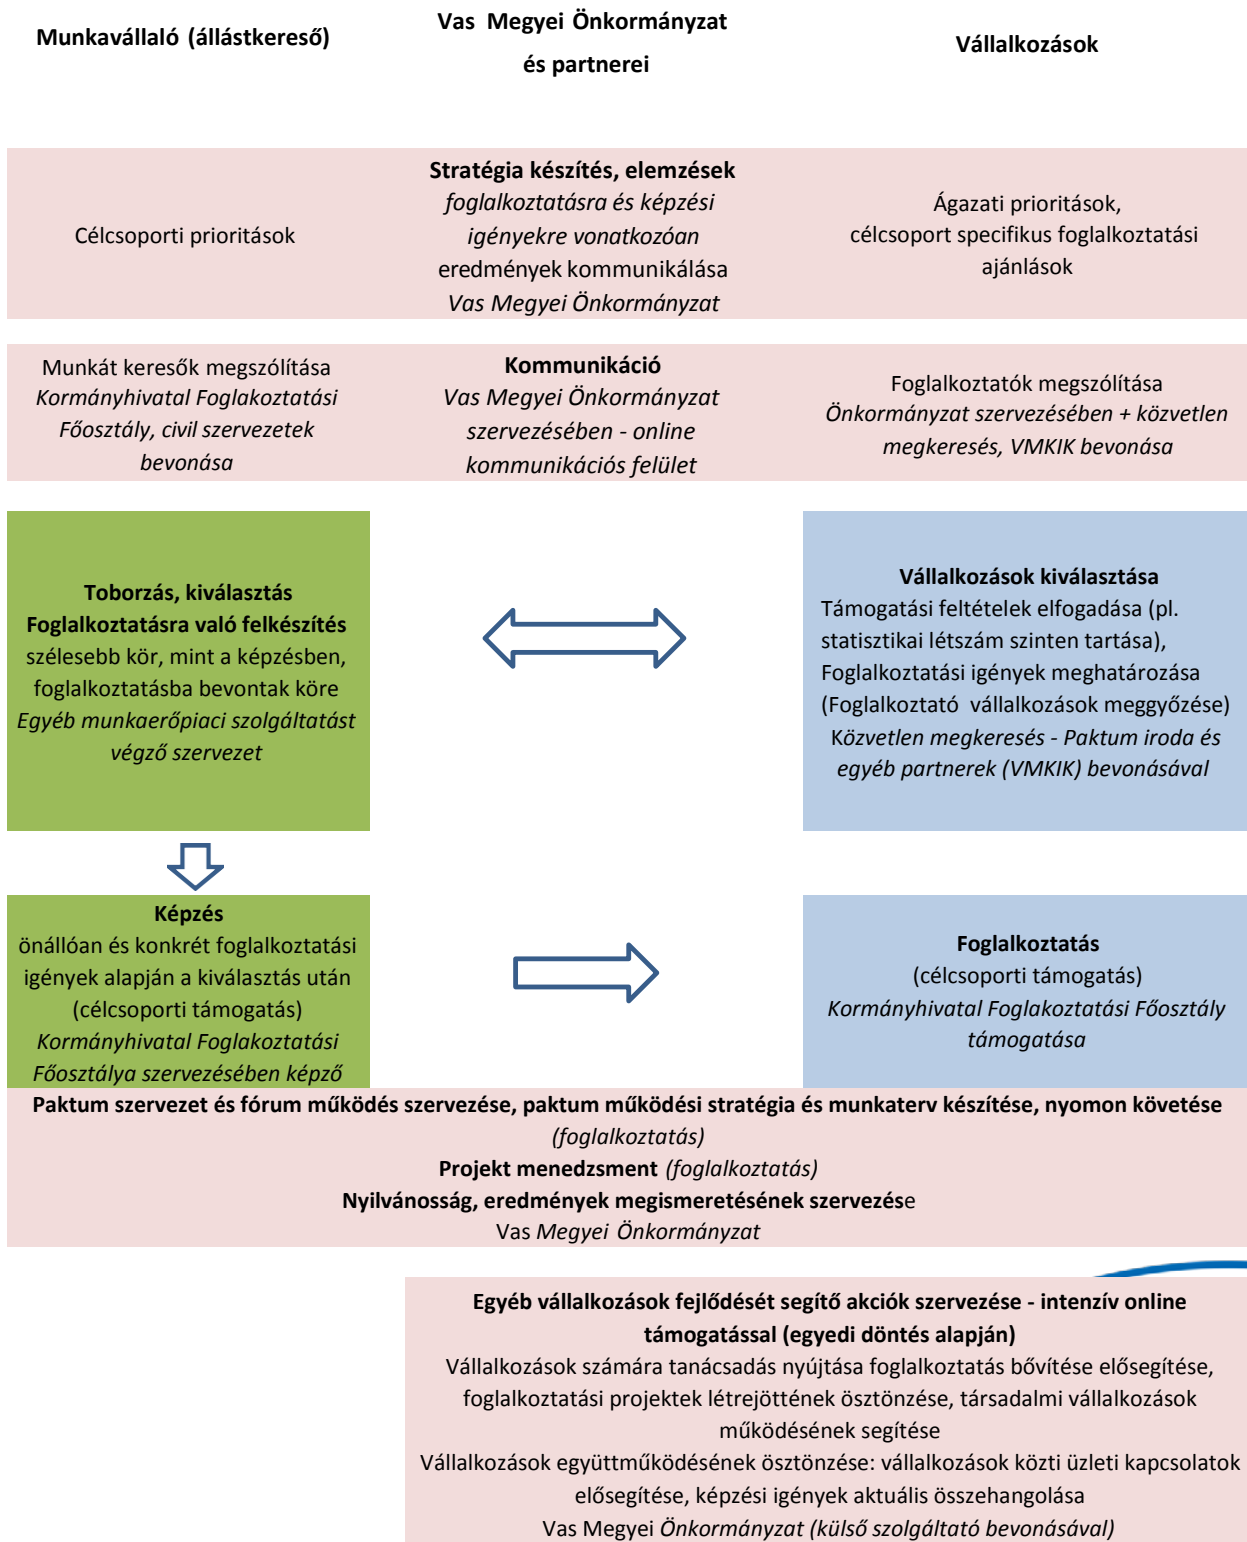 Munkavállaló (állástkereső)
Vas Megyei Önkormányzat
és partnerei
Vállalkozások
Célcsoporti prioritások
Stratégia készítés, elemzések
foglalkoztatásra és képzési
igényekre vonatkozóan
eredmények kommunikálása
Vas Megyei Önkormányzat
Ágazati prioritások,
célcsoport specifikus foglalkoztatási
ajánlások
Munkát keresők megszólítása
Kormányhivatal Foglakoztatási
Főosztály, civil szervezetek
bevonása
Kommunikáció
Vas Megyei Önkormányzat
szervezésében - online
kommunikációs felület
Foglalkoztatók megszólítása
Önkormányzat szervezésében + közvetlen
megkeresés, VMKIK bevonása
Toborzás, kiválasztás
Foglalkoztatásra való felkészítés
szélesebb kör, mint a képzésben,
foglalkoztatásba bevontak köre
Egyéb munkaerőpiaci szolgáltatást
végző szervezet
Vállalkozások kiválasztása
Támogatási feltételek elfogadása (pl.
statisztikai létszám szinten tartása),
Foglalkoztatási igények meghatározása
(Foglalkoztató vállalkozások meggyőzése)
Közvetlen megkeresés - Paktum iroda és
egyéb partnerek (VMKIK) bevonásával
Képzés
önállóan és konkrét foglalkoztatási
igények alapján a kiválasztás után
(célcsoporti támogatás)
Kormányhivatal Foglakoztatási
Főosztálya szervezésében képző
Foglalkoztatás
(célcsoporti támogatás)
Kormányhivatal Foglakoztatási Főosztály
támogatása
Paktum szervezet és fórum működés szervezése, paktum működési stratégia és munkaterv készítése, nyomon követése
(foglalkoztatás)
Projekt menedzsment (foglalkoztatás)
Nyilvánosság, eredmények megismeretésének szervezése
Vas Megyei Önkormányzat
Egyéb vállalkozások fejlődését segítő akciók szervezése - intenzív online
támogatással (egyedi döntés alapján)
Vállalkozások számára tanácsadás nyújtása foglalkoztatás bővítése elősegítése,
foglalkoztatási projektek létrejöttének ösztönzése, társadalmi vállalkozások
működésének segítése
Vállalkozások együttműködésének ösztönzése: vállalkozások közti üzleti kapcsolatok
elősegítése, képzési igények aktuális összehangolása
Vas Megyei Önkormányzat (külső szolgáltató bevonásával)